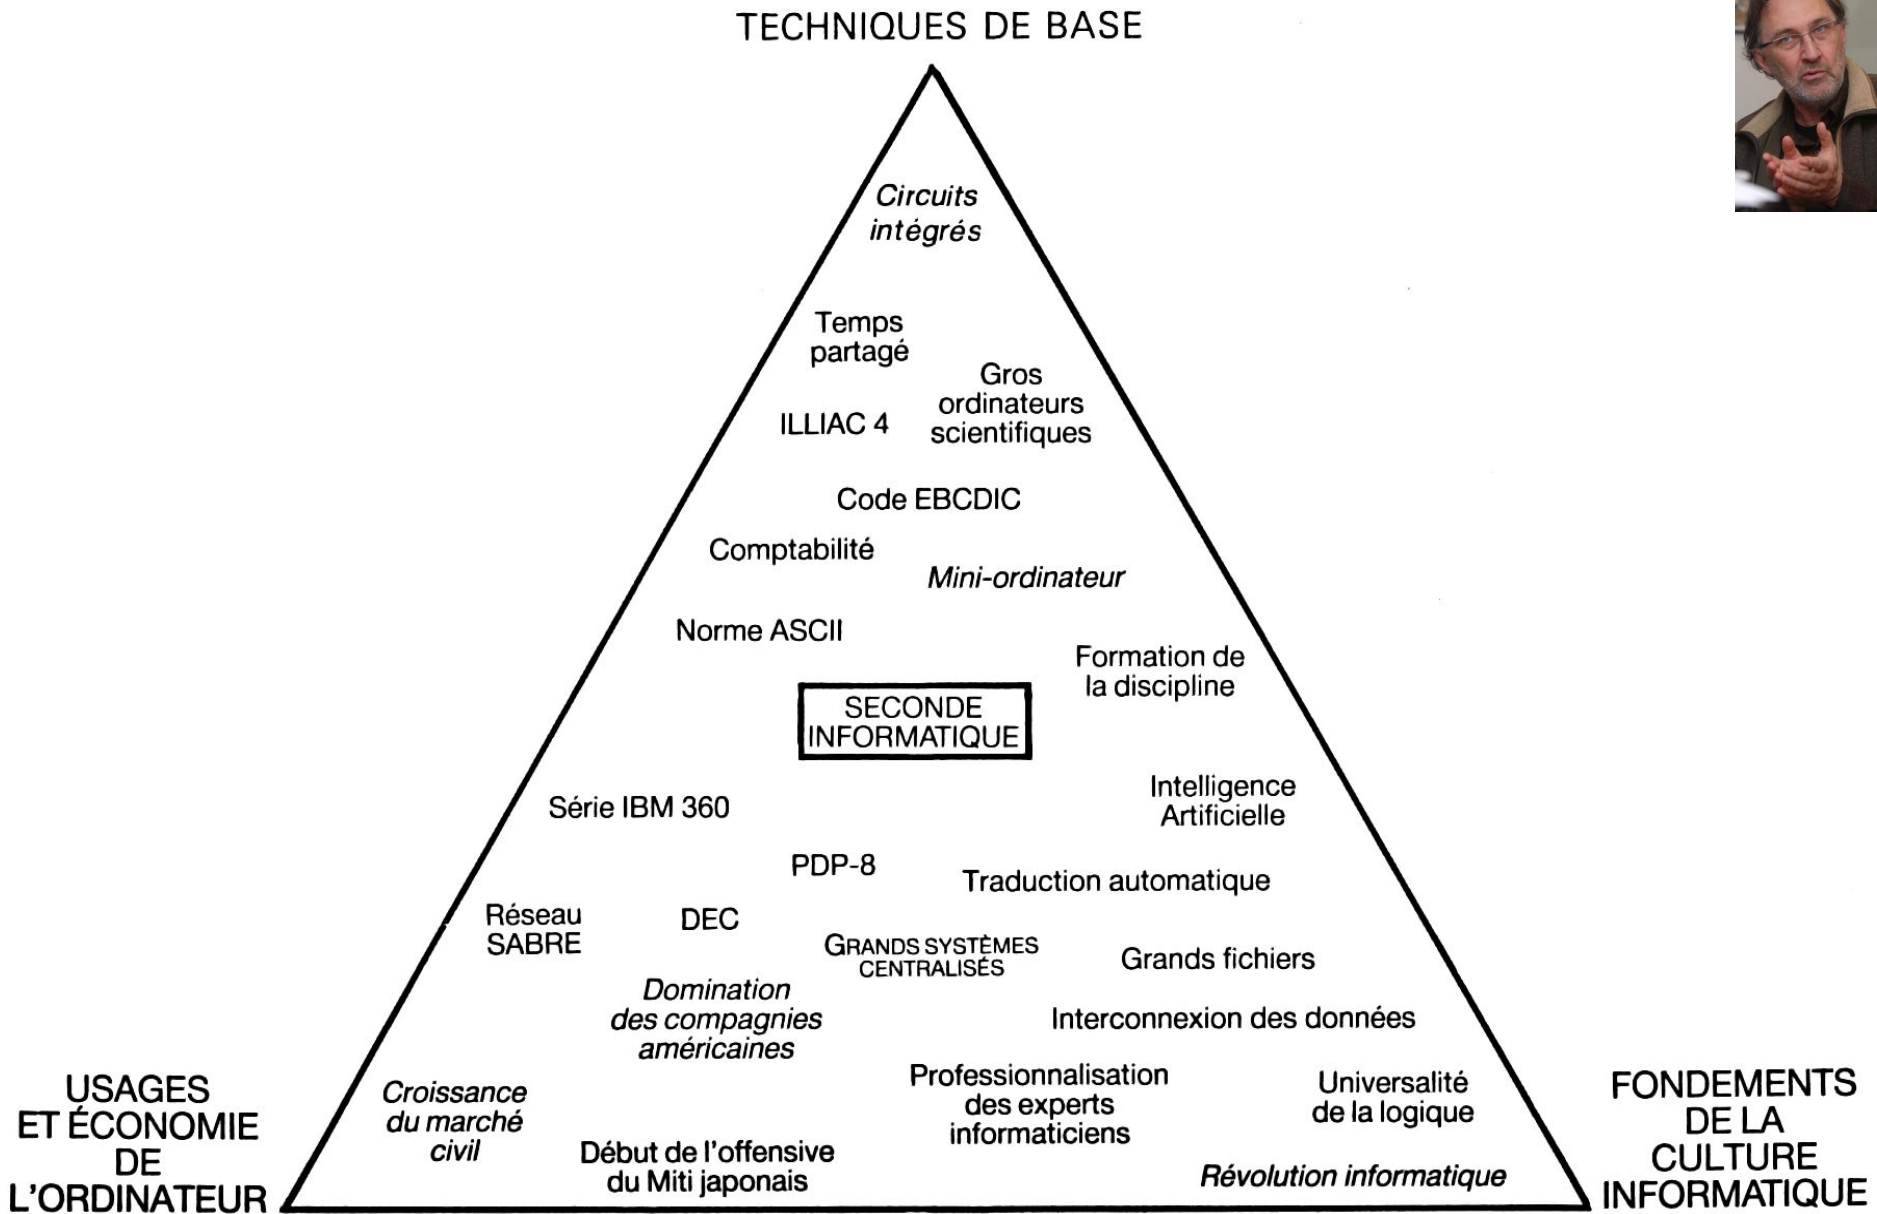 TECHNIQUES DE BASE
Circuits
intégrés
Temps
partagé
Gros
ordinateurs
scientifiques
ILLIAC 4
Code EBCDIC
Comptabilité
Mini-ordinateur
Norme ASCII
Formation de
la discipline
SECONDE
INFORMATIQUE
Série IBM 360
Intelligence
Artificielle
PDP-8
Traduction automatique
Réseau
SABRE
DEC
GRANDS SYSTÈMES
CENTRALISÉS
Grands fichiers
Domination
des compagnies
américaines
Interconnexion des données
USAGES
ET ÉCONOMIE
DE
L'ORDINATEUR
Croissance
du marché
civil
Début de l'offensive
du Miti japonais
Professionnalisation
des experts
informaticiens
Universalité
de la logique
Révolution informatique
FONDEMENTS
DE LA
CULTURE
INFORMATIQUE